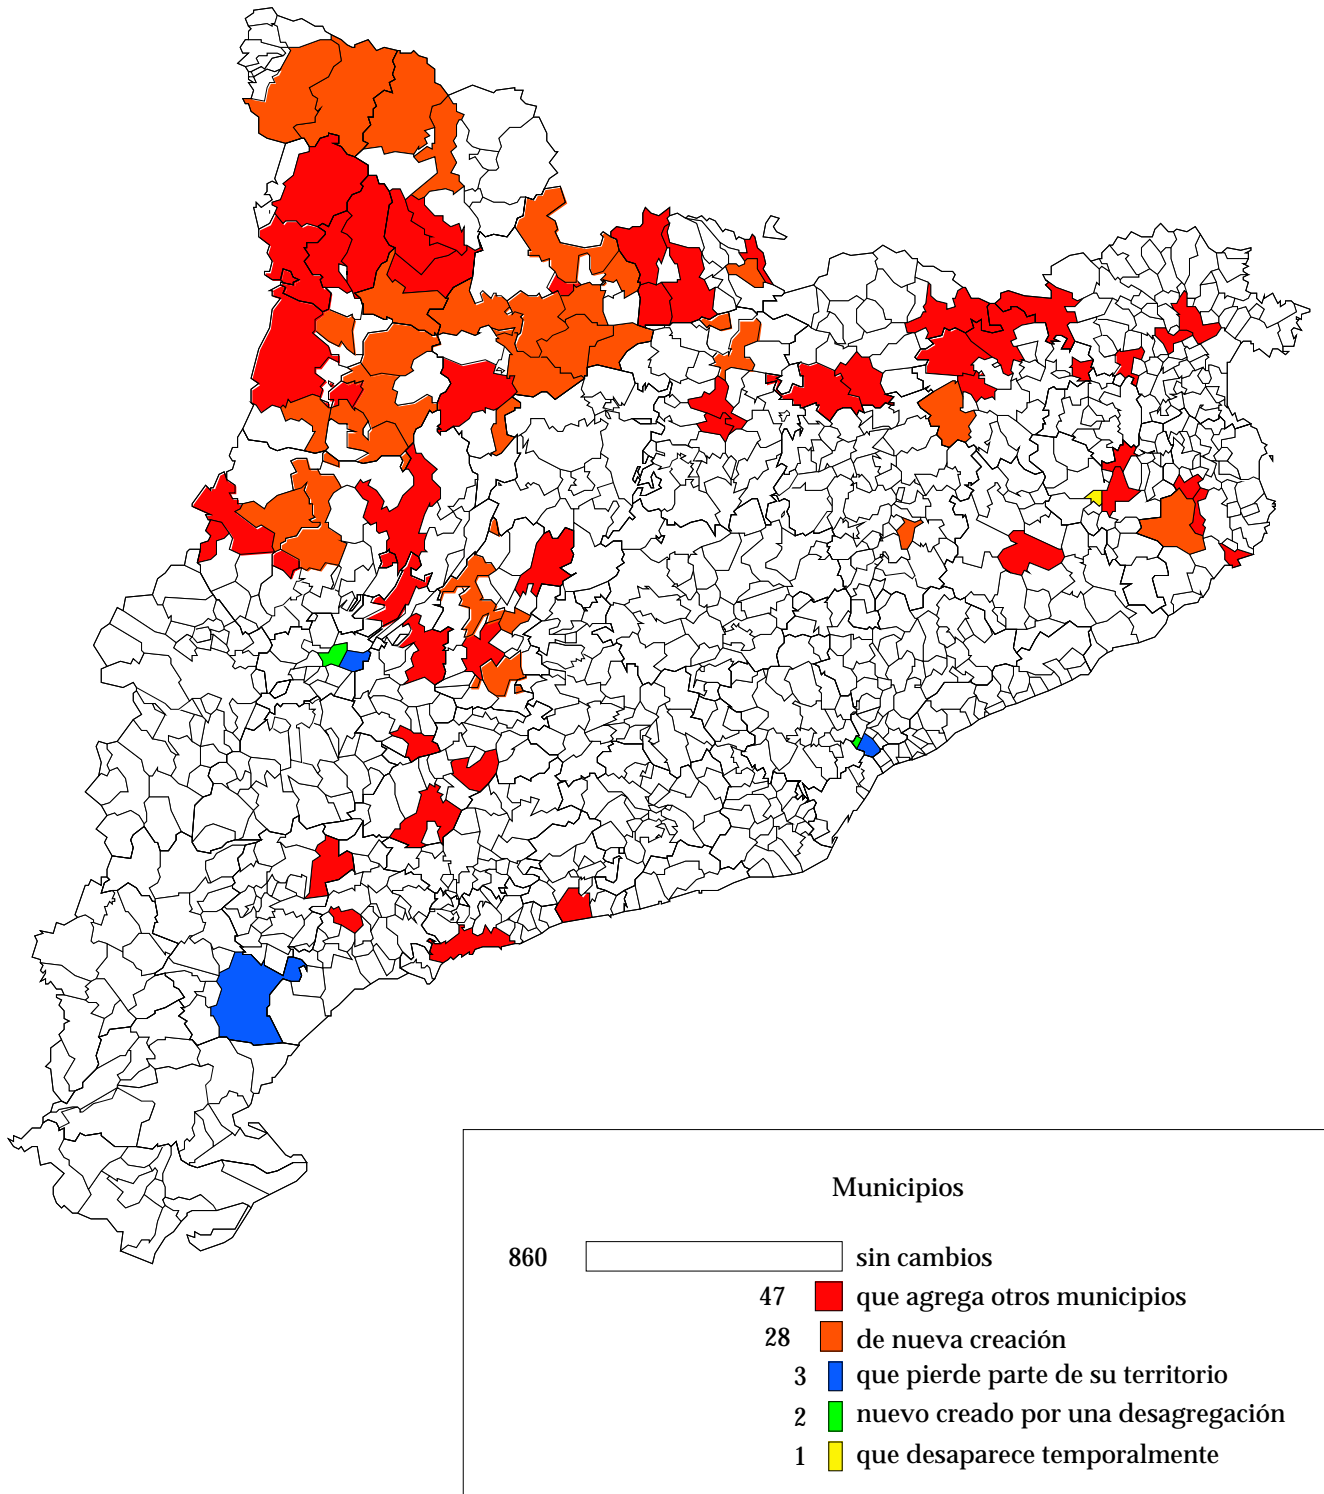 Municipios
860 sin cambios
47 que agrega otros municipios
28 de nueva creación
3 que pierde parte de su territorio
2 nuevo creado por una desagregación
1 que desaparece temporalmente